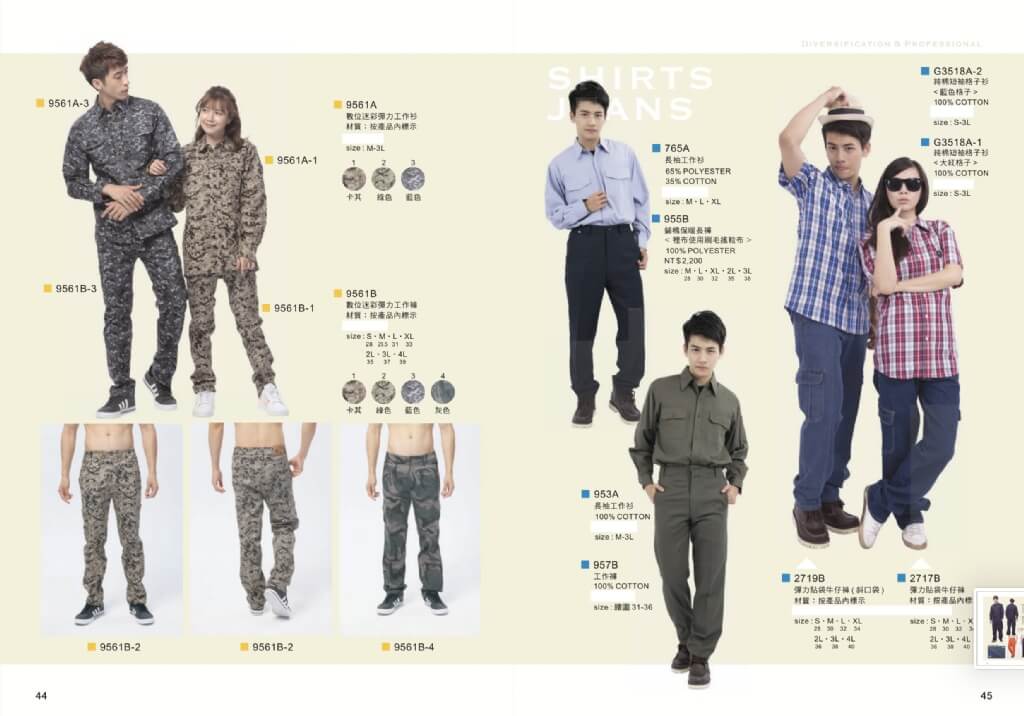 9561A-3
9561A-1
9561A
數位迷彩彈力工作衫
材質：按產品內標示
size : M-3L
1 2 3
卡其 綠色 藍色
9561B-3
9561B-1
9561B
數位迷彩彈力工作褲
材質：按產品內標示
size : S・M・L・XL
28 29.5 31 33
2L・3L・4L
35 37 39
1 2 3 4
卡其 綠色 藍色 灰色
9561B-2
9561B-2
9561B-4
44
DIVERSIFICATION & PROFESSIONAL
SHIRTS
JEANS
765A
長袖工作衫
65% POLYESTER
35% COTTON
size : M・L・XL
955B
鋪棉保暖長褲
＜裡布使用刷毛搖粒布＞
100% POLYESTER
NT$2,200
size : M・L・XL・2L・3L
28 30 32 35 38
G3518A-2
純棉短袖格子衫
＜藍色格子＞
100% COTTON
size : S-3L
G3518A-1
純棉短袖格子衫
＜大紅格子＞
100% COTTON
size : S-3L
953A
長袖工作衫
100% COTTON
size : M-3L
957B
工作褲
100% COTTON
size : 腰圍 31-36
2719B
彈力貼袋牛仔褲 ( 斜口袋 )
材質：按產品內標示
size : S・M・L・XL
28 30 32 34
2L・3L・4L
36 38 40
2717B
彈力貼袋牛仔褲
材質：按產品內標
size : S・M・L・X
28 30 32 3
2L・3L・4L
36 38 40
45